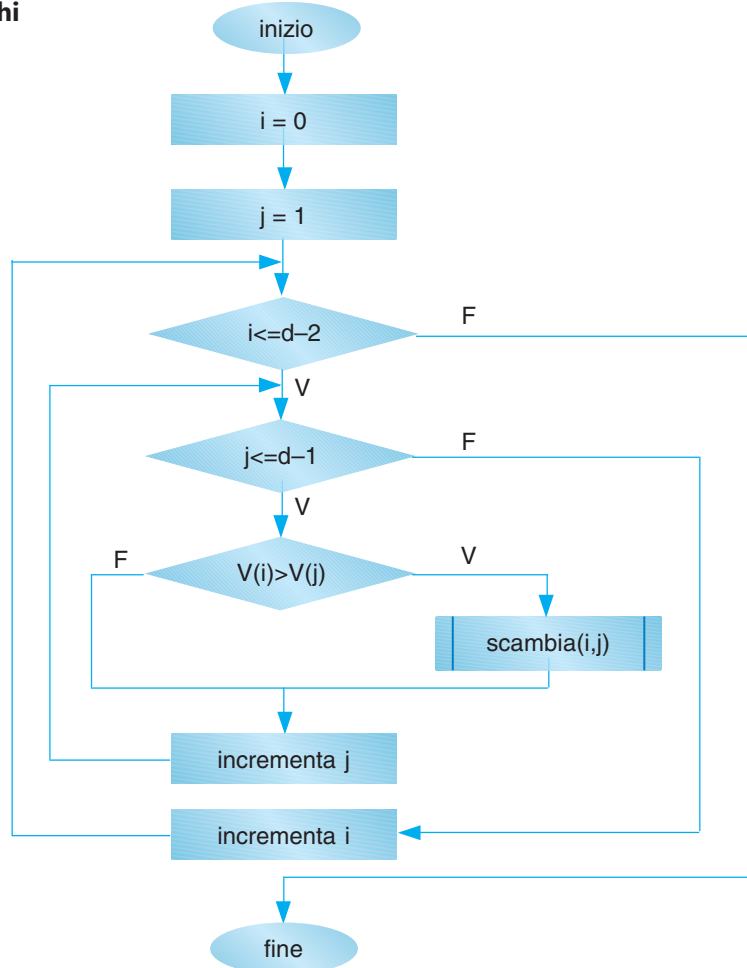 hi
inizio
i = 0
j = 1
i<=d–2
F
V
j<=d–1
F
V
V(i)>V(j)
F
V
scambia(i,j)
incrementa j
incrementa i
fine